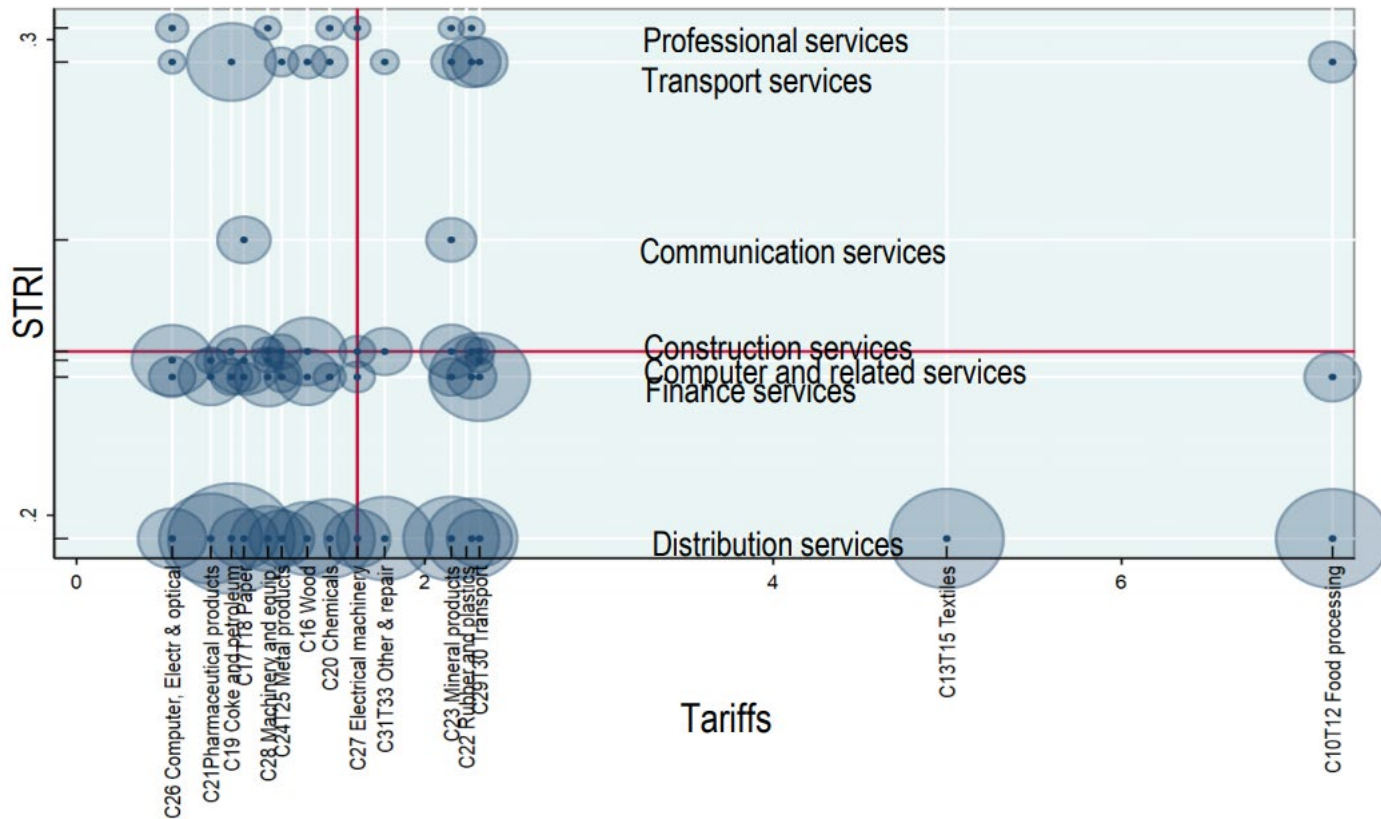 .3
.2
STRI
Professional services
Transport services
Communication services
Construction services
Computer and related services
Finance services
Distribution services
0
2
4
6
C26 Computer, Electr & optical
C21Pharmaceutical products
C19 Coke and petroleum
C17T18 Paper
C28 Machinery and equip
C24T25 Metal products
C16 Wood
C20 Chemicals
C27 Electrical machinery
C31T33 Other & repair
C23 Mineral products
C22 Rubber and plastics
C29T30 Transport
C13T15 Textiles
C10T12 Food processing
Tariffs